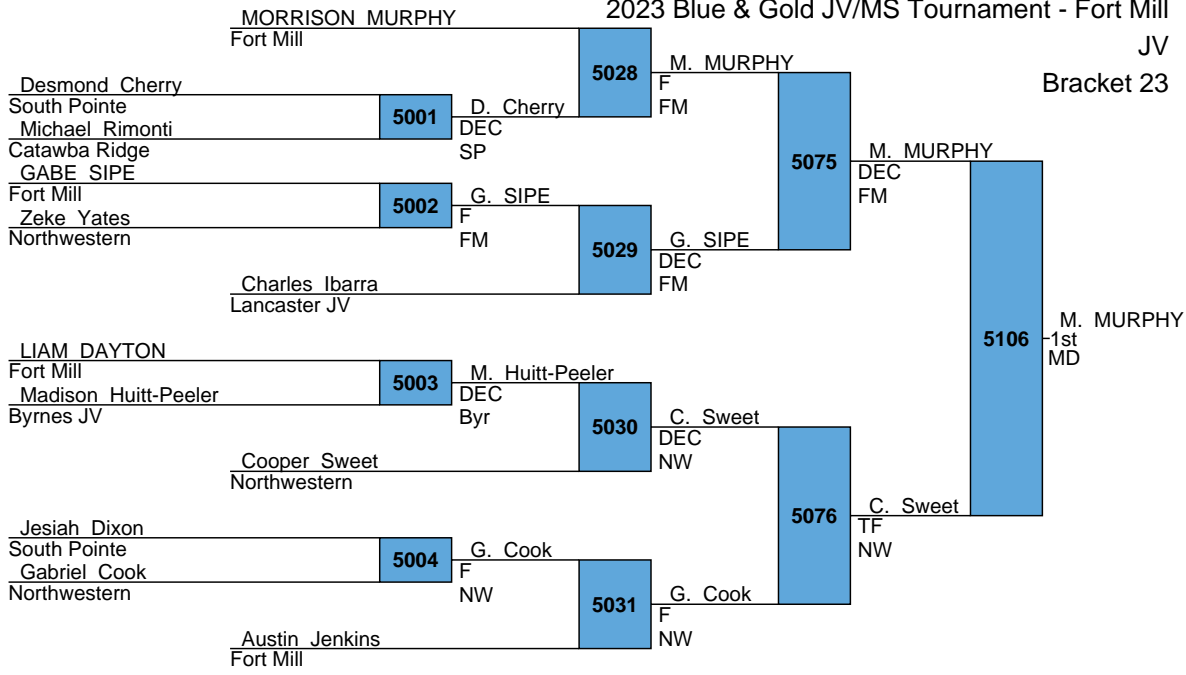 2023 Blue & Gold JV/MS Tournament - Fort Mill
JV
Bracket 23
MORRISON MURPHY
Fort Mill
5028
M. MURPHY
F
FM
Desmond Cherry
South Pointe
5001
D. Cherry
DEC
SP
Michael Rimonti
Catawba Ridge
5075
M. MURPHY
DEC
FM
GABE SIPE
Fort Mill
5002
G. SIPE
F
FM
Zeke Yates
Northwestern
5029
G. SIPE
DEC
FM
Charles Ibarra
Lancaster JV
5106
M. MURPHY
1st
MD
LIAM DAYTON
Fort Mill
5003
M. Huitt-Peeler
DEC
Byr
Madison Huitt-Peeler
Byrnes JV
5030
C. Sweet
DEC
NW
Cooper Sweet
Northwestern
5076
C. Sweet
TF
NW
Jesiah Dixon
South Pointe
5004
G. Cook
F
NW
Gabriel Cook
Northwestern
5031
G. Cook
F
NW
Austin Jenkins
Fort Mill